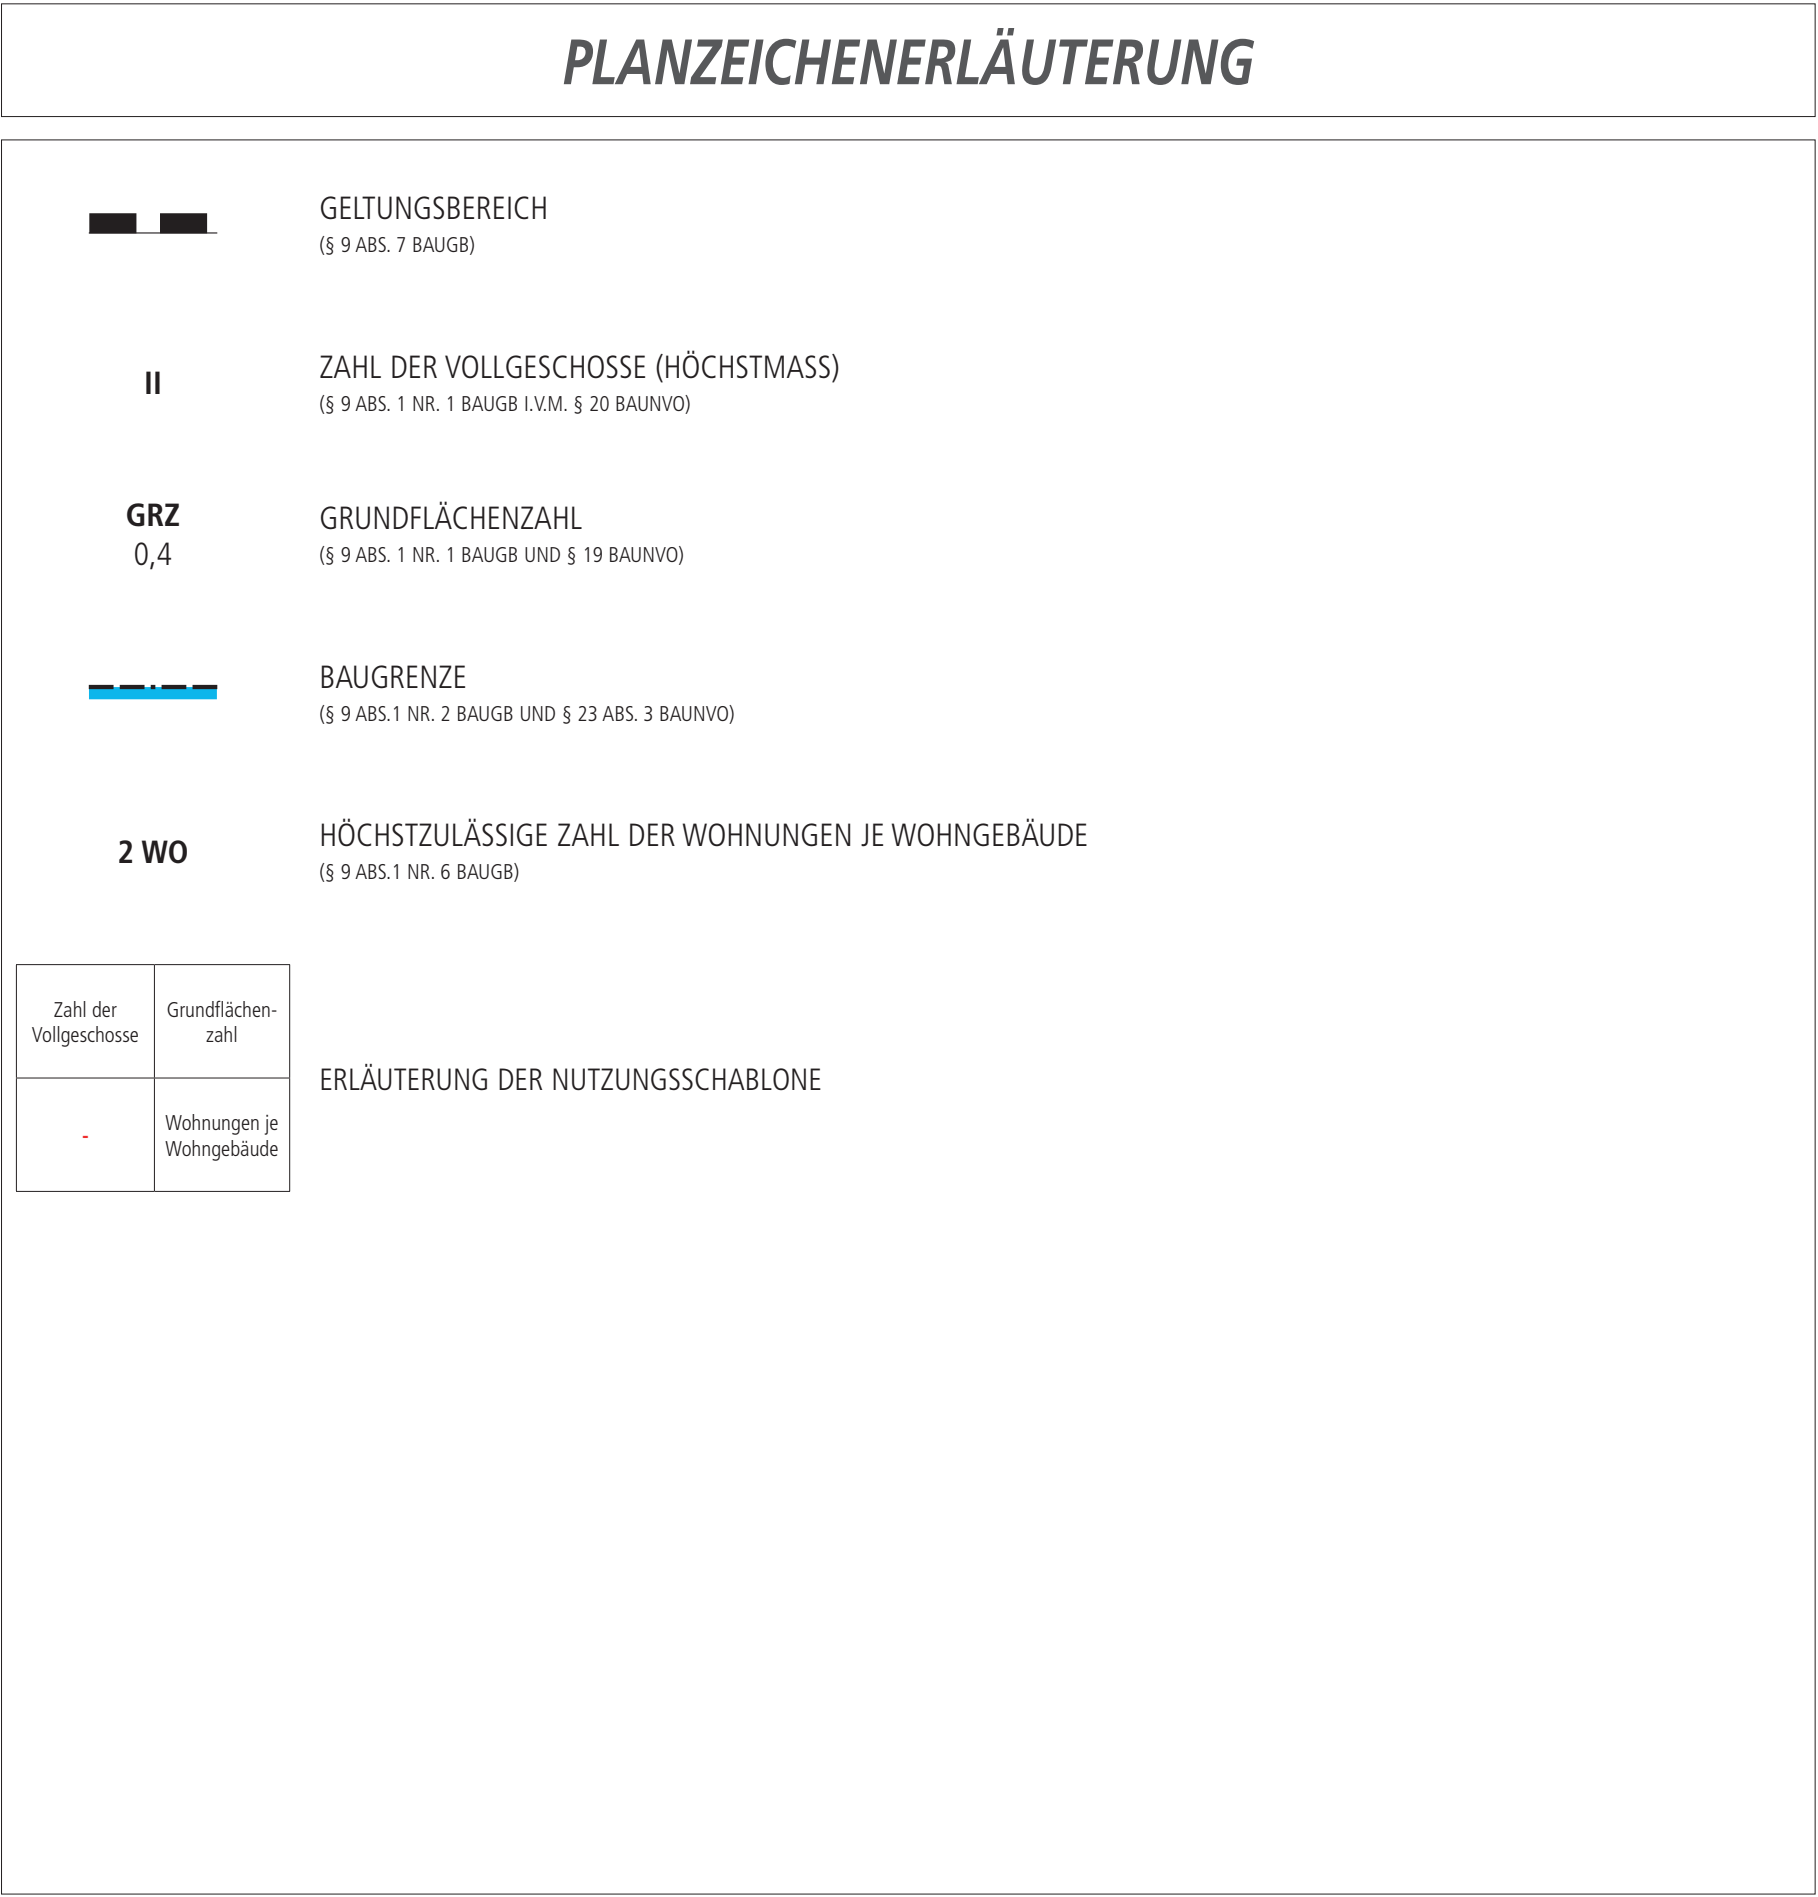 PLANZEICHENERLÄUTERUNG
GELTUNGSBEREICH
(§ 9 ABS. 7 BAUGB)
II
ZAHL DER VOLLGESCHOSSE (HÖCHSTMASS)
(§ 9 ABS. 1 NR. 1 BAUGB I.V.M. § 20 BAUNVO)
GRZ
0,4
GRUNDFLÄCHENZAHL
(§ 9 ABS. 1 NR. 1 BAUGB UND § 19 BAUNVO)
BAUGRENZE
(§ 9 ABS.1 NR. 2 BAUGB UND § 23 ABS. 3 BAUNVO)
2 WO
HÖCHSTZULÄSSIGE ZAHL DER WOHNUNGEN JE WOHNGEBÄUDE
(§ 9 ABS.1 NR. 6 BAUGB)
Zahl der
Vollgeschosse
Grundflächen-
zahl
-
Wohnungen je
Wohngebäude
ERLÄUTERUNG DER NUTZUNGSSCHABLONE